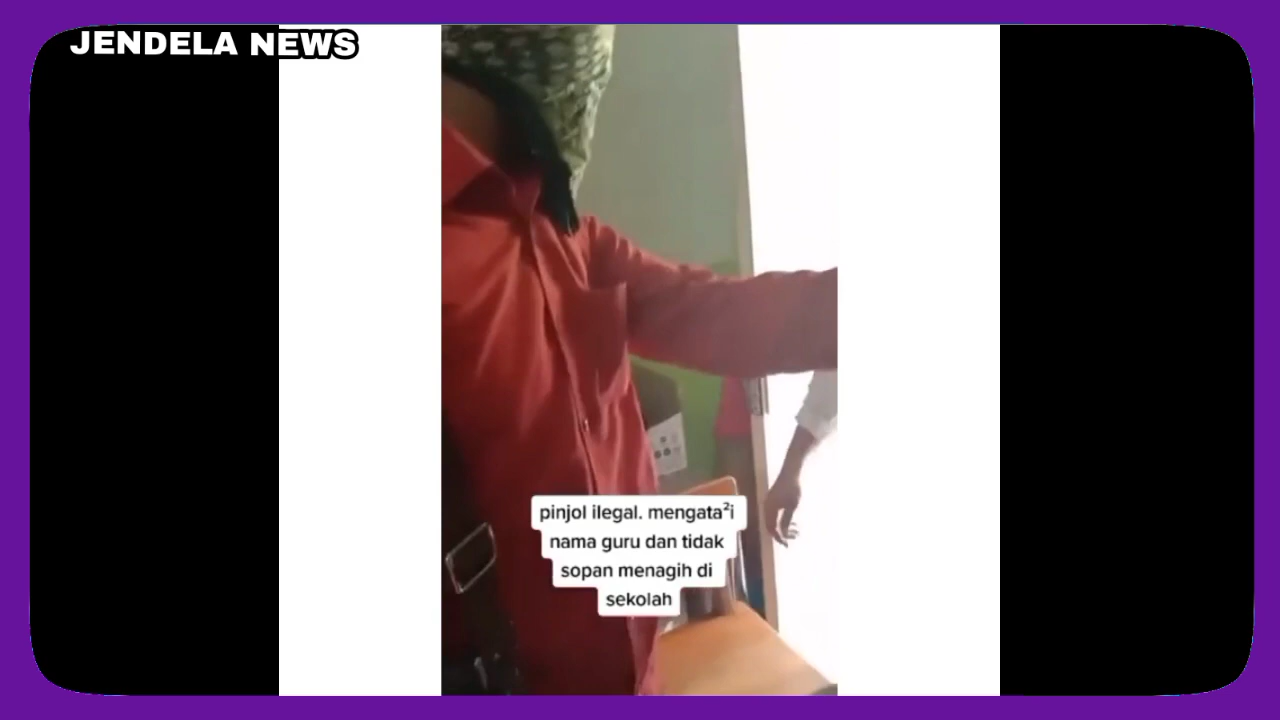 JENDELA NEWS
pinjol ilegal. mengata²i
nama guru dan tidak
sopan menagih di
sekolah